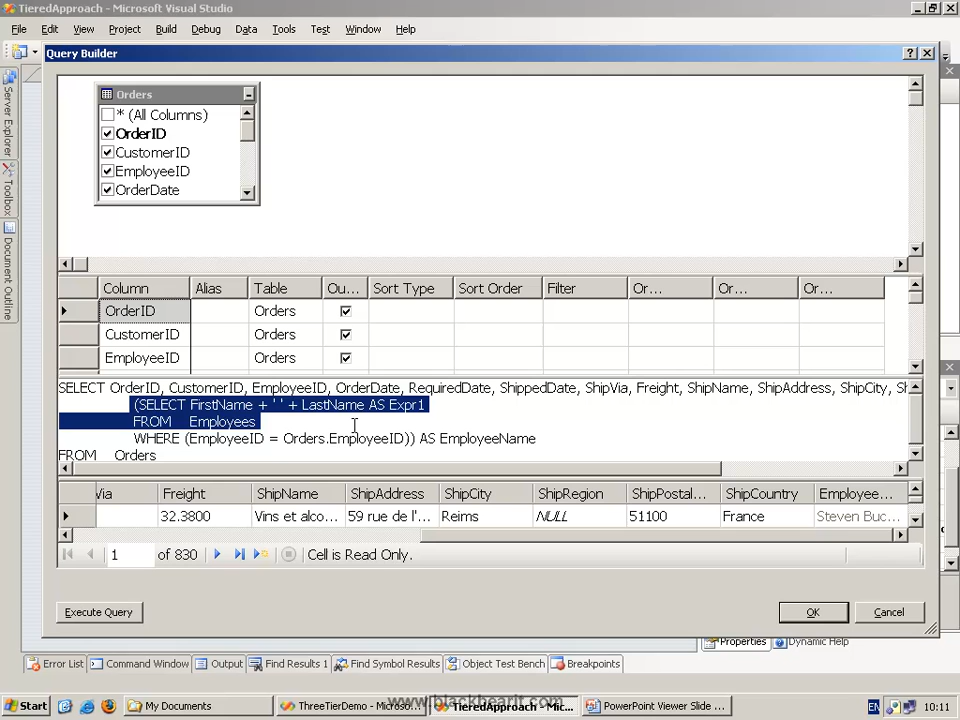 TieredApproach - Microsoft Visual Studio
File Edit View Project Build Debug Data Tools Test Window Help
Query Builder
Server Explorer
Toolbox
Document Outline
Orders
* (All Columns)
OrderID
CustomerID
EmployeeID
OrderDate
Column Alias Table Ou... Sort Type Sort Order Filter Or... Or... Or...
OrderID Orders
CustomerID Orders
EmployeeID Orders
SELECT OrderID, CustomerID, EmployeeID, OrderDate, RequiredDate, ShippedDate, ShipVia, Freight, ShipName, ShipAddress, ShipCity, Sh
(SELECT FirstName + ' ' + LastName AS Expr1
FROM Employees
WHERE (EmployeeID = Orders.EmployeeID)) AS EmployeeName
FROM Orders
Via Freight ShipName ShipAddress ShipCity ShipRegion ShipPostal... ShipCountry Employee...
32.3800 Vins et alco... 59 rue de l'... Reims NULL 51100 France Steven Buc...
1 of 830 Cell is Read Only.
Execute Query OK Cancel
Properties Dynamic Help
Error List Command Window Output Find Results 1 Find Symbol Results Object Test Bench Breakpoints
www.blackbearit.com
Start My Documents ThreeTierDemo - Microso... TieredApproach - Mic... PowerPoint Viewer Slide ... EN 10:11